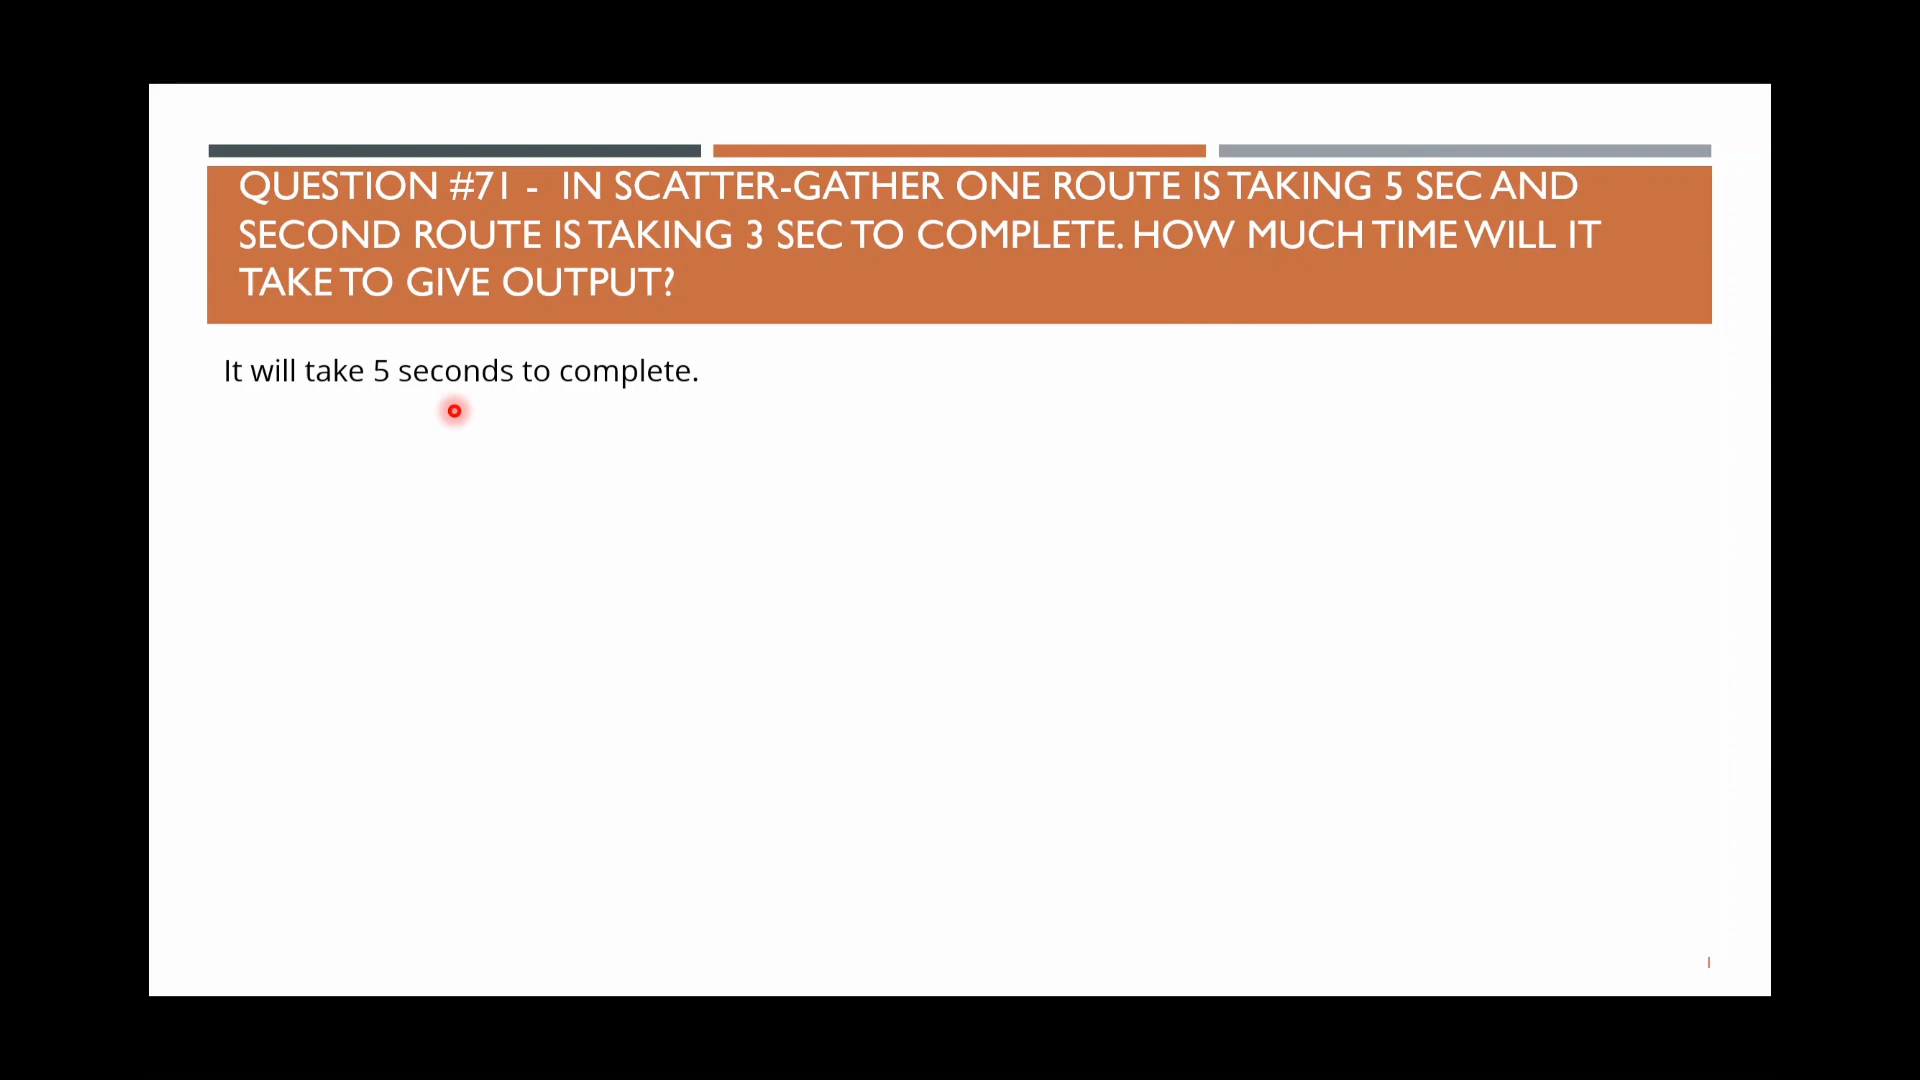 QUESTION #71 - IN SCATTER-GATHER ONE ROUTE IS TAKING 5 SEC AND
SECOND ROUTE IS TAKING 3 SEC TO COMPLETE. HOW MUCH TIME WILL IT
TAKE TO GIVE OUTPUT?
It will take 5 seconds to complete.
1